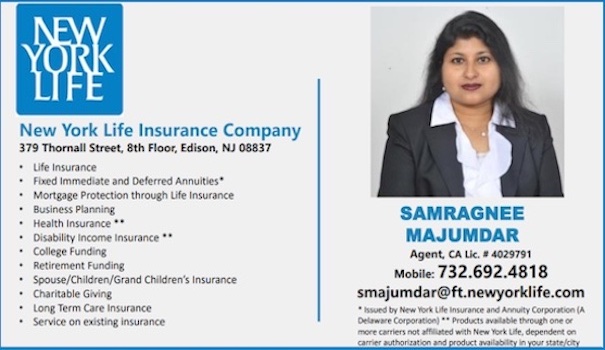 NEW
YORK
LIFE
New York Life Insurance Company
379 Thornall Street, 8th Floor, Edison, NJ 08837
• Life Insurance
• Fixed Immediate and Deferred Annuities*
• Mortgage Protection through Life Insurance
• Business Planning
• Health Insurance **
• Disability Income Insurance **
• College Funding
• Retirement Funding
• Spouse/Children/Grand Children's Insurance
• Charitable Giving
• Long Term Care Insurance
• Service on existing insurance
SAMRAGNEE
MAJUMDAR
Agent, CA Lic. # 4029791
Mobile: 732.692.4818
smajumdar@ft.newyorklife.com
* Issued by New York Life Insurance and Annuity Corporation (A
Delaware Corporation) ** Products available through one or
more carriers not affiliated with New York Life, dependent on
carrier authorization and product availability in your state/city